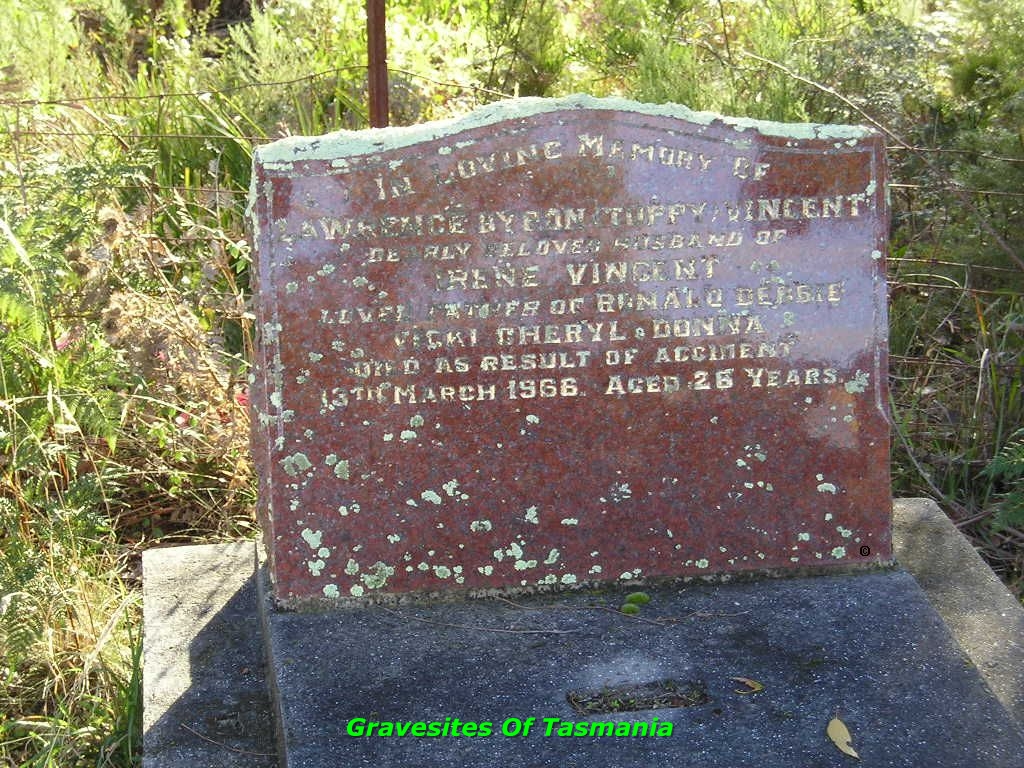 IN LOVING MEMORY OF
LAWRENCE BYRON (TUPPY) VINCENT
DEARLY BELOVED HUSBAND OF
IRENE VINCENT
LOVED FATHER OF RONALD DEBBIE
VICKI CHERYL & DONNA
DIED AS RESULT OF ACCIDENT
13TH MARCH 1966. AGED 26 YEARS.
©
Gravesites Of Tasmania